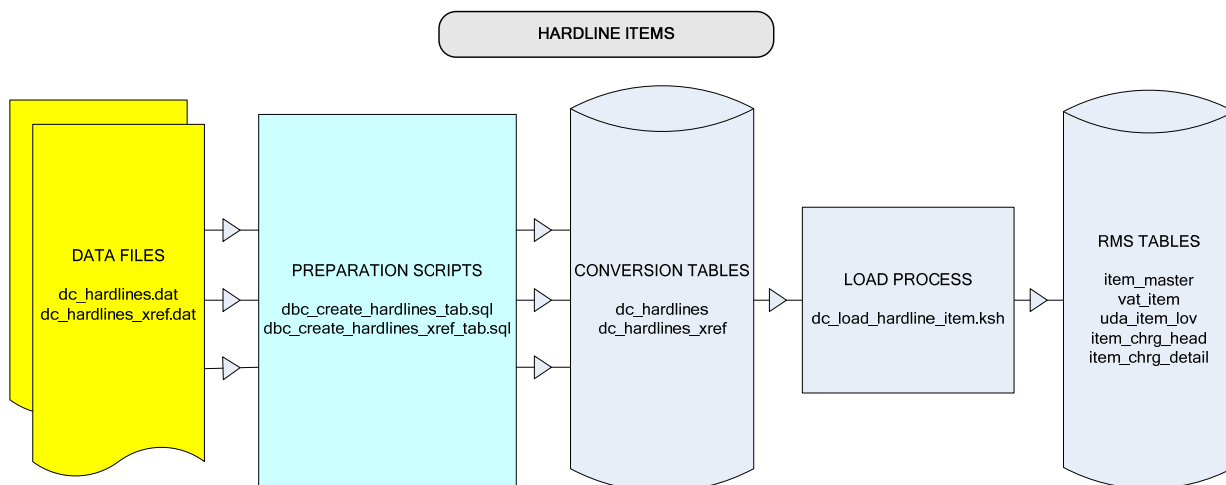 HARDLINE ITEMS
DATA FILES
dc_hardlines.dat
dc_hardlines_xref.dat
PREPARATION SCRIPTS
dbc_create_hardlines_tab.sql
dbc_create_hardlines_xref_tab.sql
CONVERSION TABLES
dc_hardlines
dc_hardlines_xref
LOAD PROCESS
dc_load_hardline_item.ksh
RMS TABLES
item_master
vat_item
uda_item_lov
item_chrg_head
item_chrg_detail